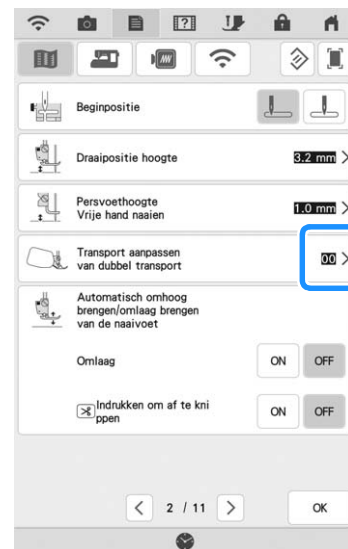 Beginpositie
Draaipositie hoogte
3.2 mm
Persvoethoogte
Vrije hand naaien
1.0 mm
Transport aanpassen
van dubbel transport
00
Automatisch omhoog
brengen/omlaag brengen
van de naaivoet
Omlaag
ON OFF
Indrukken om af te kni
ppen
ON OFF
< 2 / 11 >
OK